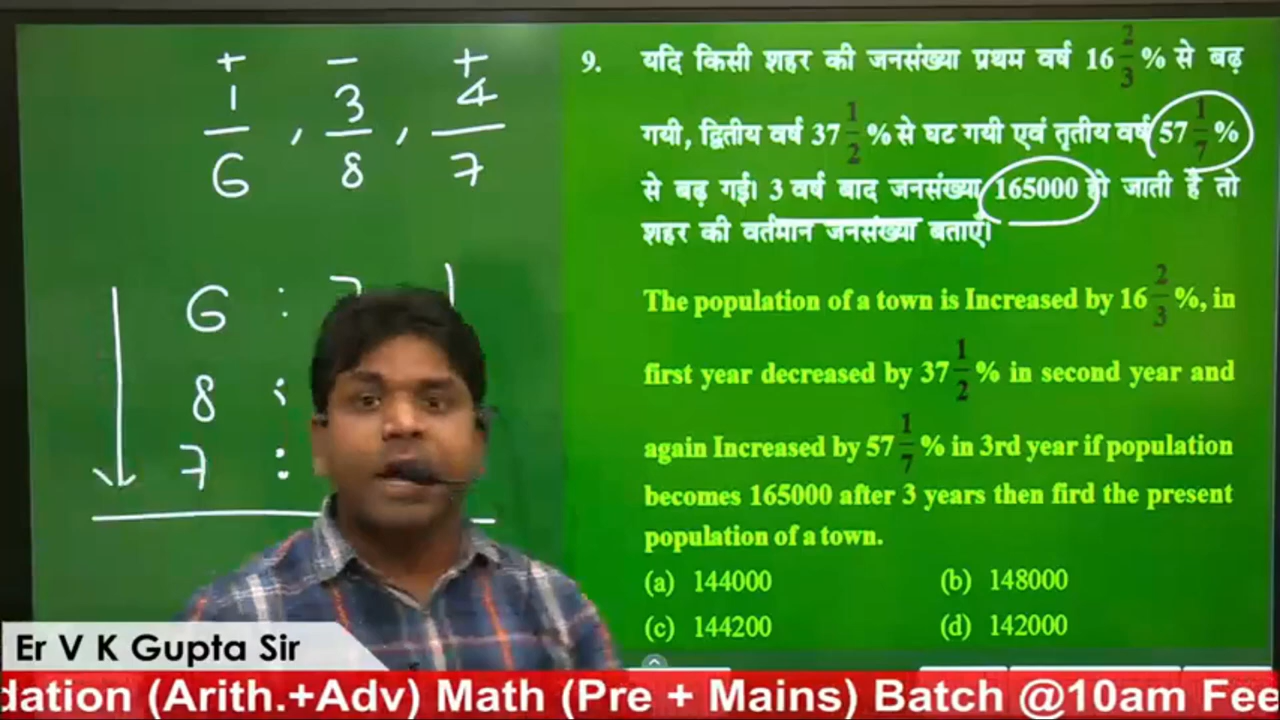 + - +
1/6 , 3/8 , 4/7
6 :
8 :
7 :
9. यदि किसी शहर की जनसंख्या प्रथम वर्ष 16 2/3 % से बढ़
गयी, द्वितीय वर्ष 37 1/2 % से घट गयी एवं तृतीय वर्ष 57 1/7 %
से बढ़ गई। 3 वर्ष बाद जनसंख्या 165000 हो जाती है तो
शहर की वर्तमान जनसंख्या बताएं।
The population of a town is Increased by 16 2/3 %, in
first year decreased by 37 1/2 % in second year and
again Increased by 57 1/7 % in 3rd year if population
becomes 165000 after 3 years then fird the present
population of a town.
(a) 144000 (b) 148000
(c) 144200 (d) 142000
Er V K Gupta Sir
(Arith.+Adv) Math (Pre + Mains) Batch @10am